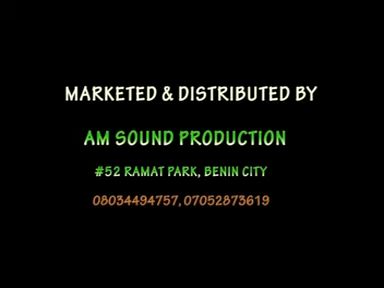 MARKETED & DISTRIBUTED BY
AM SOUND PRODUCTION
#52 RAMAT PARK, BENIN CITY
08034494757, 07052873619